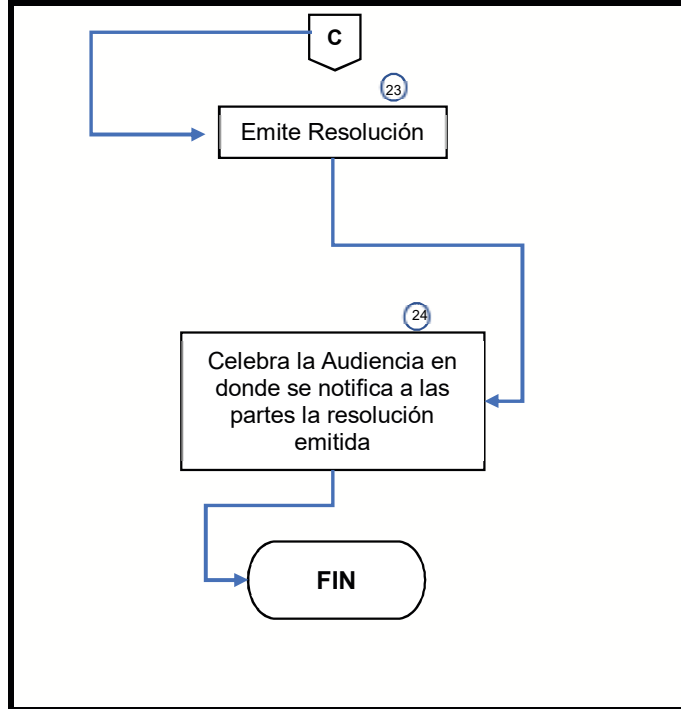 C
23
Emite Resolución
24
Celebra la Audiencia en
donde se notifica a las
partes la resolución
emitida
FIN